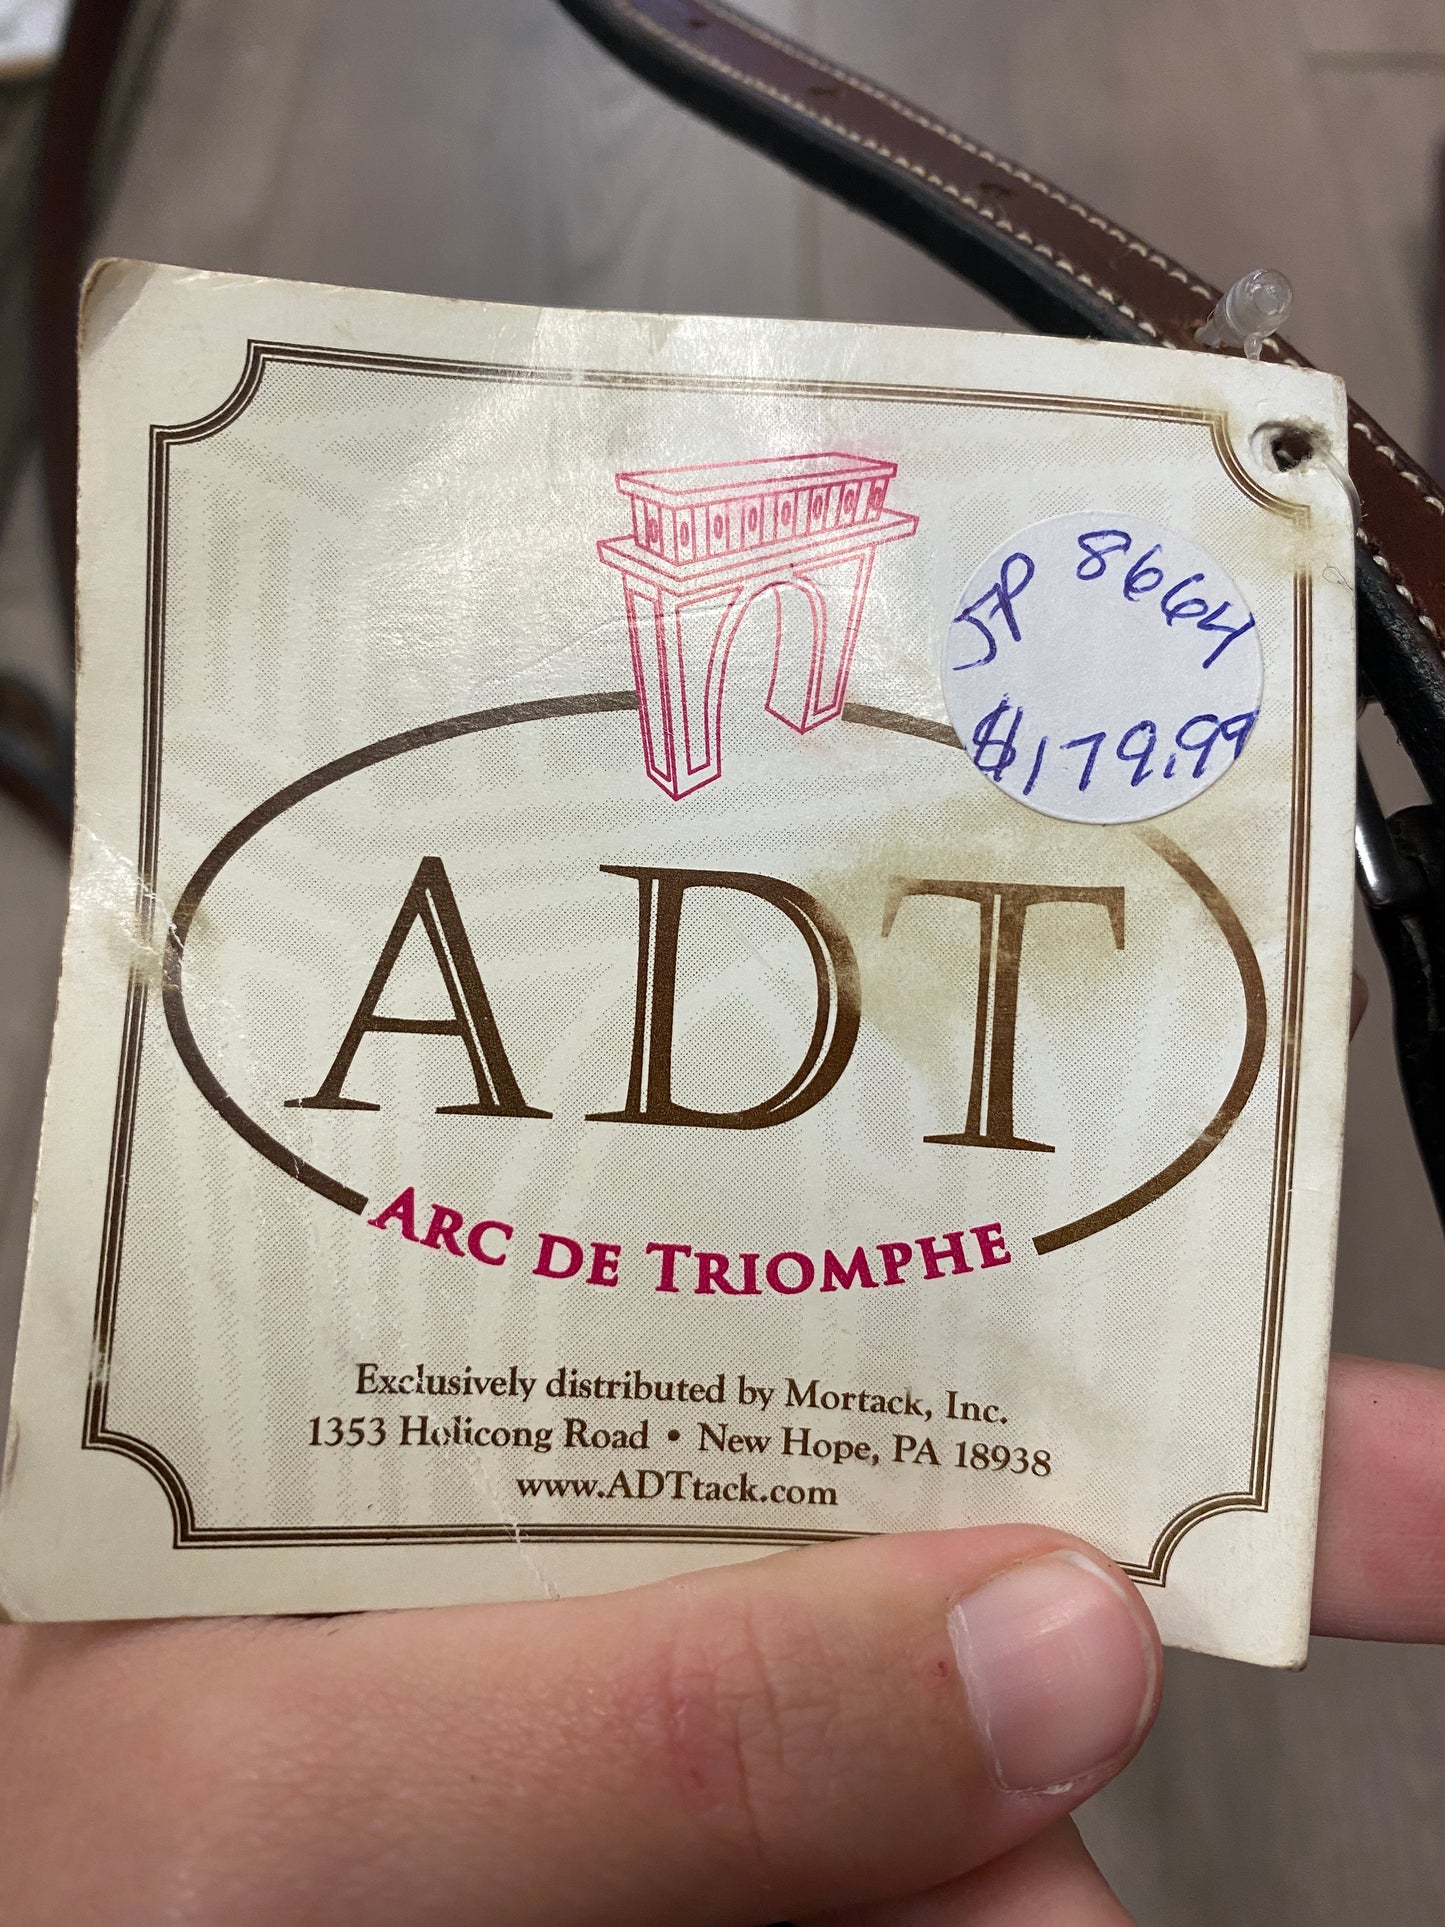 JP 8664
$179.99
ADT
ARC DE TRIOMPHE
Exclusively distributed by Mortack, Inc.
1353 Holicong Road • New Hope, PA 18938
www.ADTtack.com